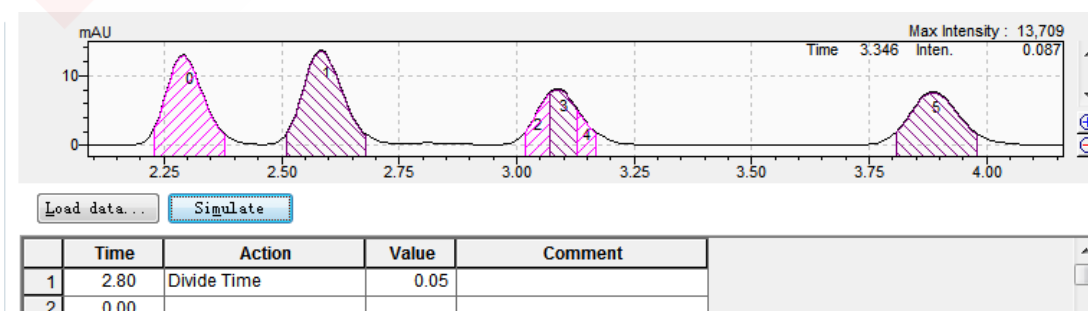 mAU
Max Intensity : 13,709
Time 3.346 Inten. 0.087
10
0
0
1
2
3
4
5
2.25 2.50 2.75 3.00 3.25 3.50 3.75 4.00
Load data... Simulate
Time Action Value Comment
1 2.80 Divide Time 0.05
2 0.00